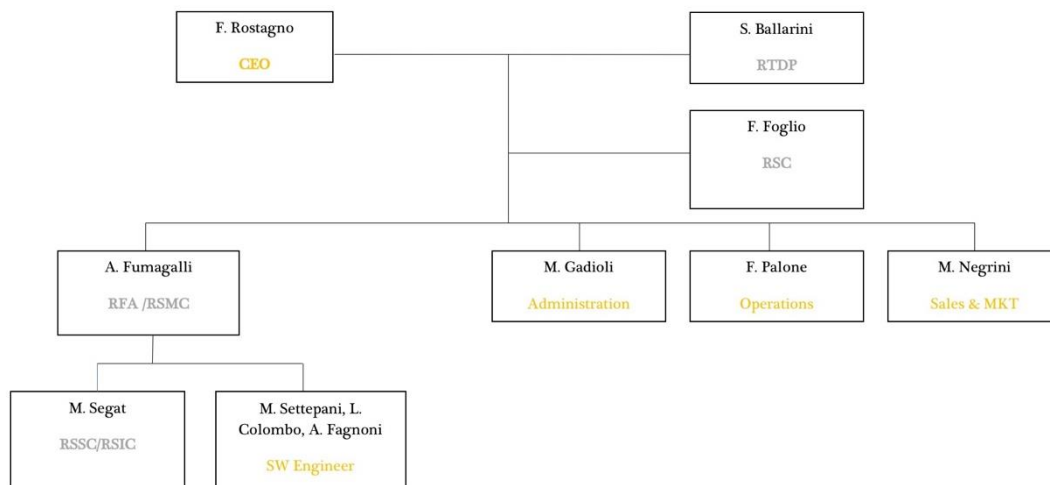 F. Rostagno
CEO
S. Ballarini
RTDP
F. Foglio
RSC
A. Fumagalli
RFA /RSMC
M. Gadioli
Administration
F. Palone
Operations
M. Negrini
Sales & MKT
M. Segat
RSSC/RSIC
M. Settepani, L.
Colombo, A. Fagnoni
SW Engineer